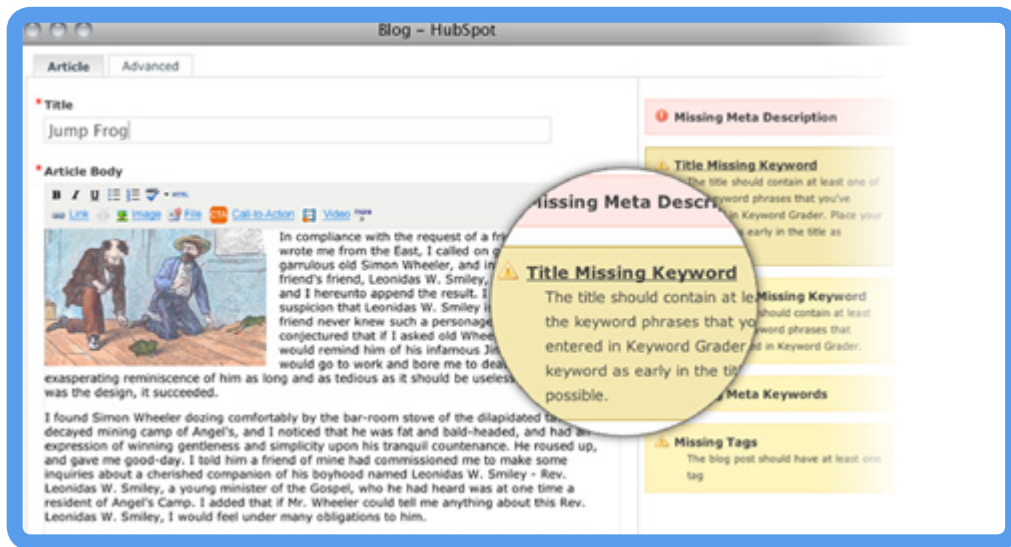 Blog – HubSpot
Article
Advanced
*Title
Jump Frog
*Article Body
B I U HTML
Link Image File CTA Call-to-Action Video
In compliance with the request of a
wrote me from the East, I called on
garrulous old Simon Wheeler, and in
friend's friend, Leonidas W. Smiley,
and I hereunto append the result. I
suspicion that Leonidas W. Smiley
friend never knew such a personage
conjectured that if I asked old
would remind him of his infamous
would go to work and bore me to
exasperating reminiscence of him as long and as tedious as it should be useless
was the design, it succeeded.
I found Simon Wheeler dozing comfortably by the bar-room stove of the dilapidated
decayed mining camp of Angel's, and I noticed that he was fat and bald-headed, and had an
expression of winning gentleness and simplicity upon his tranquil countenance. He roused up,
and gave me good-day. I told him a friend of mine had commissioned me to make some
inquiries about a cherished companion of his boyhood named Leonidas W. Smiley - Rev.
Leonidas W. Smiley, a young minister of the Gospel, who he had heard was at one time a
resident of Angel's Camp. I added that if Mr. Wheeler could tell me anything about this Rev.
Leonidas W. Smiley, I would feel under many obligations to him.
Missing Meta Description
Title Missing Keyword
The title should contain at least one of
keyword phrases that you've
in Keyword Grader. Place your
early in the title as
Missing Keyword
should contain at least
phrases that
in Keyword Grader.
Meta Keywords
Missing Tags
The blog post should have at least one
tag
Missing Meta
Title Missing Keyword
The title should contain at
the keyword phrases that
entered in Keyword Grader
keyword as early in the
possible.